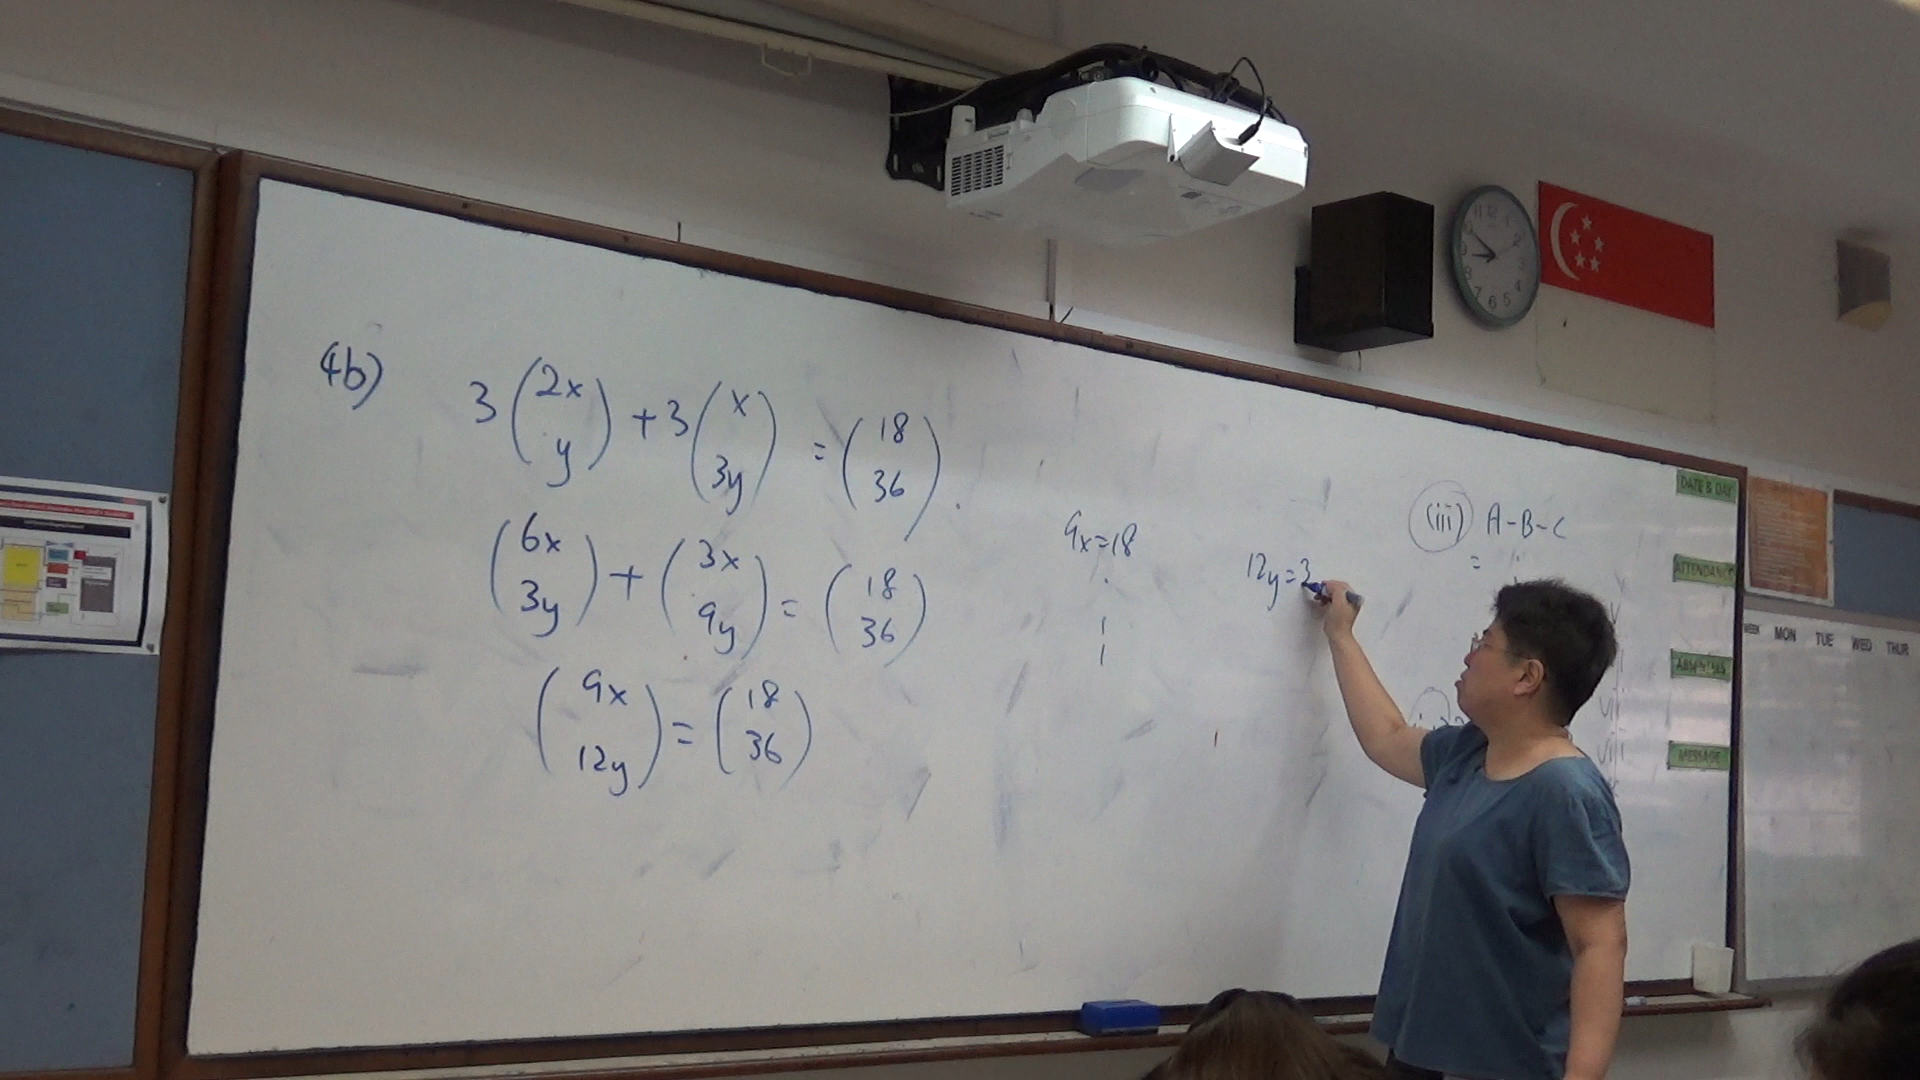 4b)
3 (2x y) + 3 (x 3y) = (18 36)
(6x 3y) + (3x 9y) = (18 36)
(9x 12y) = (18 36)
9x=18
12y=3
(iii) A-B-C
=
DATE & DAY
ATTENDANCE
MESSAGE
WEEK MON TUE WED THUR